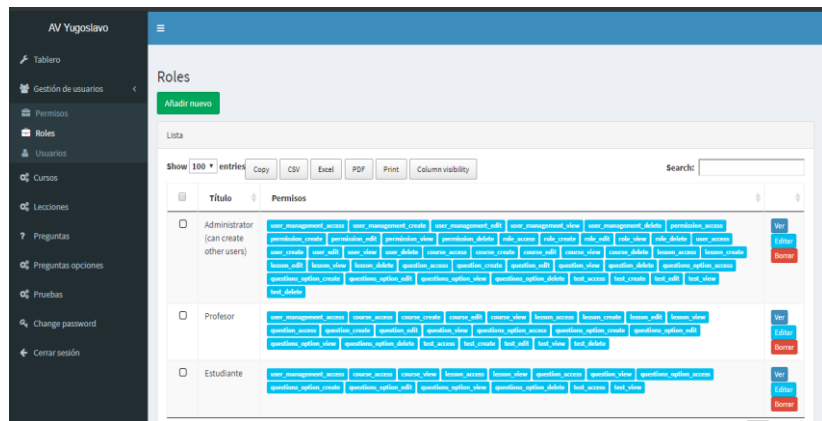 AV Yugoslavo
Tablero
Gestión de usuarios
Permisos
Roles
Usuarios
Cursos
Lecciones
Preguntas
Preguntas opciones
Pruebas
Change password
Cerrar sesión
Roles
Añadir nuevo
Lista
Show 100 entries Copy CSV Excel PDF Print Column visibility Search:
Título Permisos
Administrator
(can create
other users)
user_management_access user_management_create user_management_edit user_management_view user_management_delete permission_access
permission_create permission_edit permission_view permission_delete role_access role_create role_edit role_view role_delete user_access
user_create user_edit user_view user_delete course_access course_create course_edit course_view course_delete lesson_access lesson_create
lesson_edit lesson_view lesson_delete question_access question_create question_edit question_view question_delete questions_option_access
questions_option_create questions_option_edit questions_option_view questions_option_delete test_access test_create test_edit test_view
test_delete
Ver
Editar
Borrar
Profesor
user_management_access course_access course_create course_edit course_view lesson_access lesson_create lesson_edit lesson_view
question_access question_create question_edit question_view questions_option_access questions_option_create questions_option_edit
questions_option_view questions_option_delete test_access test_create test_edit test_view test_delete
Ver
Editar
Borrar
Estudiante
user_management_access course_access course_view lesson_access lesson_view question_access question_view questions_option_access
questions_option_create questions_option_edit questions_option_view questions_option_delete test_access test_view
Ver
Editar
Borrar